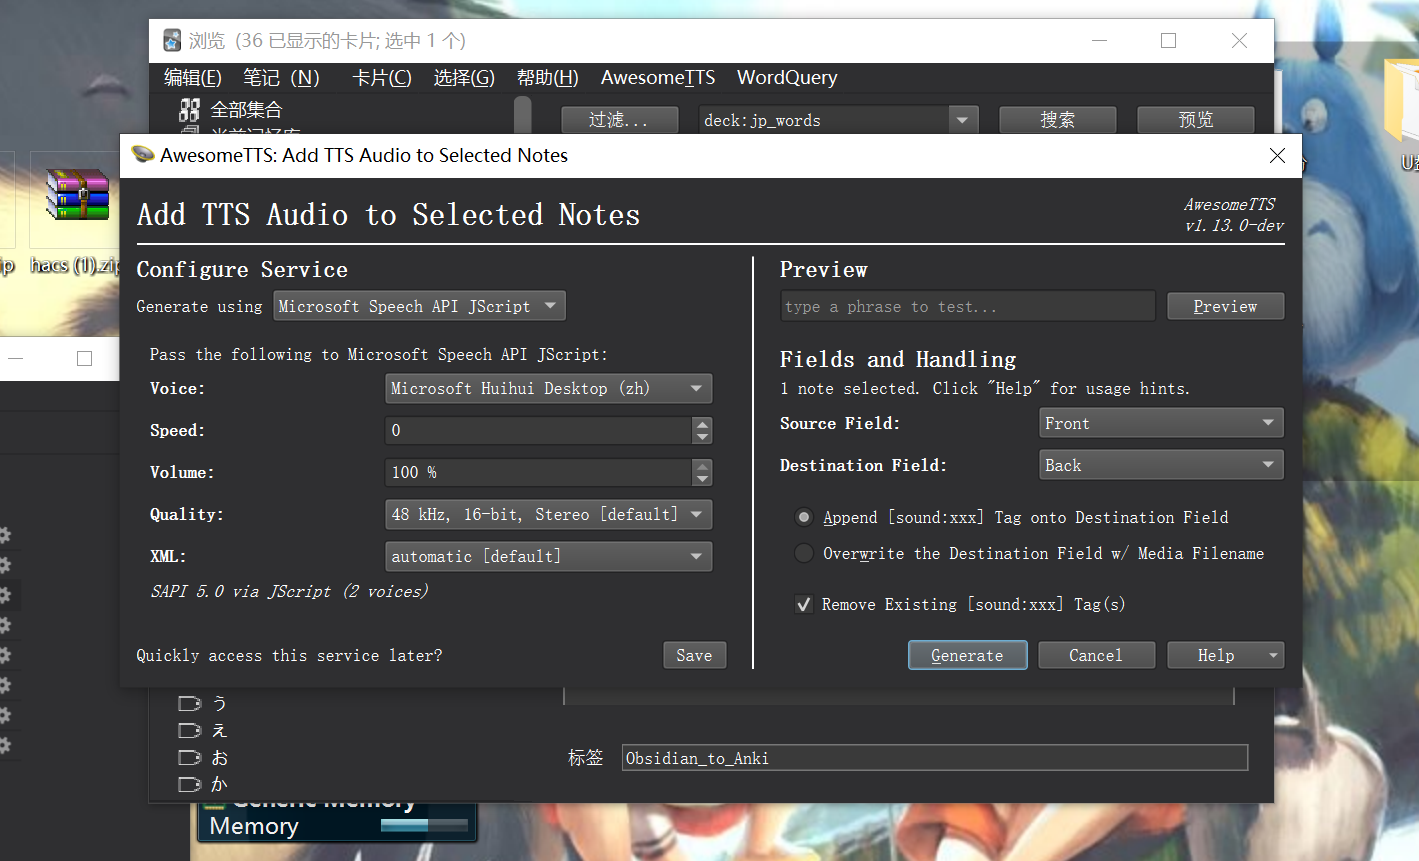 浏览 (36 已显示的卡片; 选中 1 个)
编辑(E) 笔记 (N) 卡片(C) 选择(G) 帮助(H) AwesomeTTS WordQuery
全部集合
过滤... deck:jp_words 搜索 预览
AwesomeTTS: Add TTS Audio to Selected Notes
Add TTS Audio to Selected Notes
AwesomeTTS
v1.13.0-dev
hacs (1).zip
Configure Service
Generate using Microsoft Speech API JScript
Pass the following to Microsoft Speech API JScript:
Voice: Microsoft Huihui Desktop (zh)
Speed: 0
Volume: 100 %
Quality: 48 kHz, 16-bit, Stereo [default]
XML: automatic [default]
SAPI 5.0 via JScript (2 voices)
Quickly access this service later? Save
Preview
type a phrase to test... Preview
Fields and Handling
1 note selected. Click "Help" for usage hints.
Source Field: Front
Destination Field: Back
Append [sound:xxx] Tag onto Destination Field
Overwrite the Destination Field w/ Media Filename
Remove Existing [sound:xxx] Tag(s)
Generate Cancel Help
う
え
お
か
标签 Obsidian_to_Anki
Generic Memory
Memory